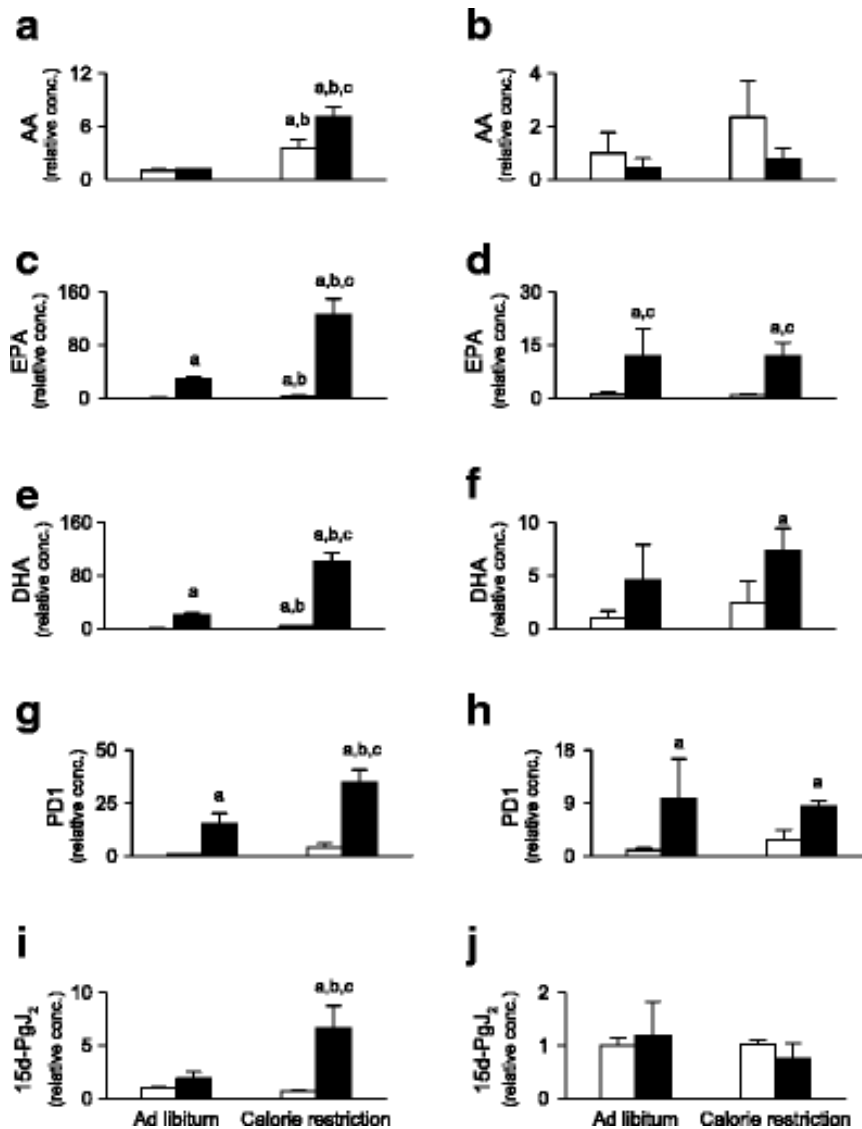 a
AA
(relative conc.)
12
6
0
a,b
a,b,c
b
AA
(relative conc.)
4
2
0
c
EPA
(relative conc.)
160
80
0
a
a,b
a,b,c
d
EPA
(relative conc.)
30
15
0
a,c
a,c
e
DHA
(relative conc.)
160
80
0
a
a,b
a,b,c
f
DHA
(relative conc.)
10
5
0
a
g
PD1
(relative conc.)
50
25
0
a
a,b,c
h
PD1
(relative conc.)
18
9
0
a
a
i
15d-PgJ₂
(relative conc.)
10
5
0
a,b,c
Ad libitum Calorie restriction
j
15d-PgJ₂
(relative conc.)
2
1
0
Ad libitum Calorie restriction